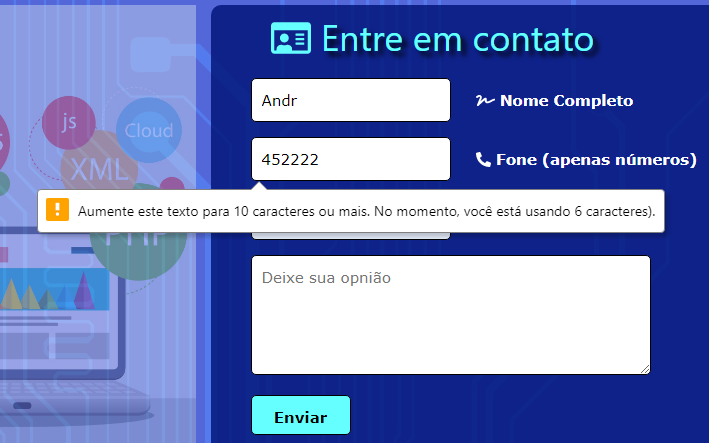 Entre em contato
js
Cloud
XML
PHP
Andr
Nome Completo
452222
Fone (apenas números)
Aumente este texto para 10 caracteres ou mais. No momento, você está usando 6 caracteres).
Deixe sua opnião
Enviar